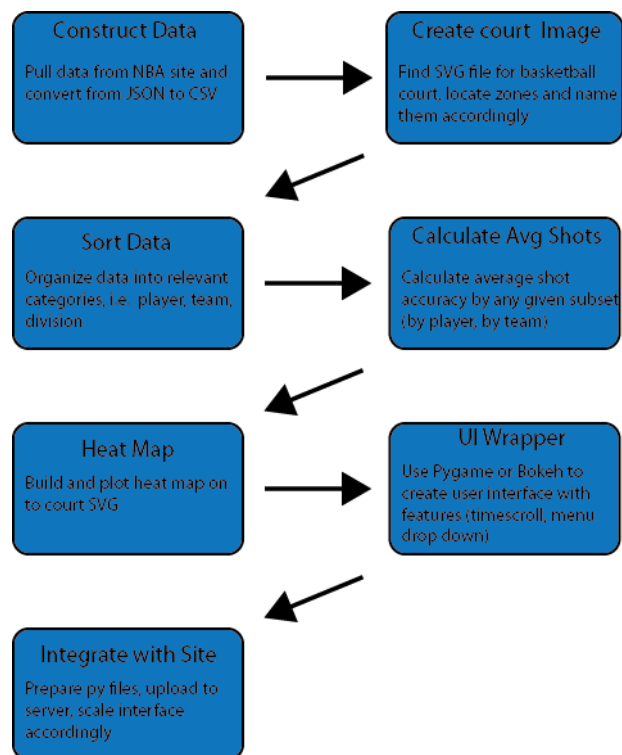 Construct Data
Pull data from NBA site and
convert from JSON to CSV
Create court Image
Find SVG file for basketball
court, locate zones and name
them accordingly
Sort Data
Organize data into relevant
categories, i.e. player, team,
division
Calculate Avg Shots
Calculate average shot
accuracy by any given subset
(by player, by team)
Heat Map
Build and plot heat map on
to court SVG
UI Wrapper
Use Pygame or Bokeh to
create user interface with
features (timescroll, menu
drop down)
Integrate with Site
Prepare py files, upload to
server, scale interface
accordingly